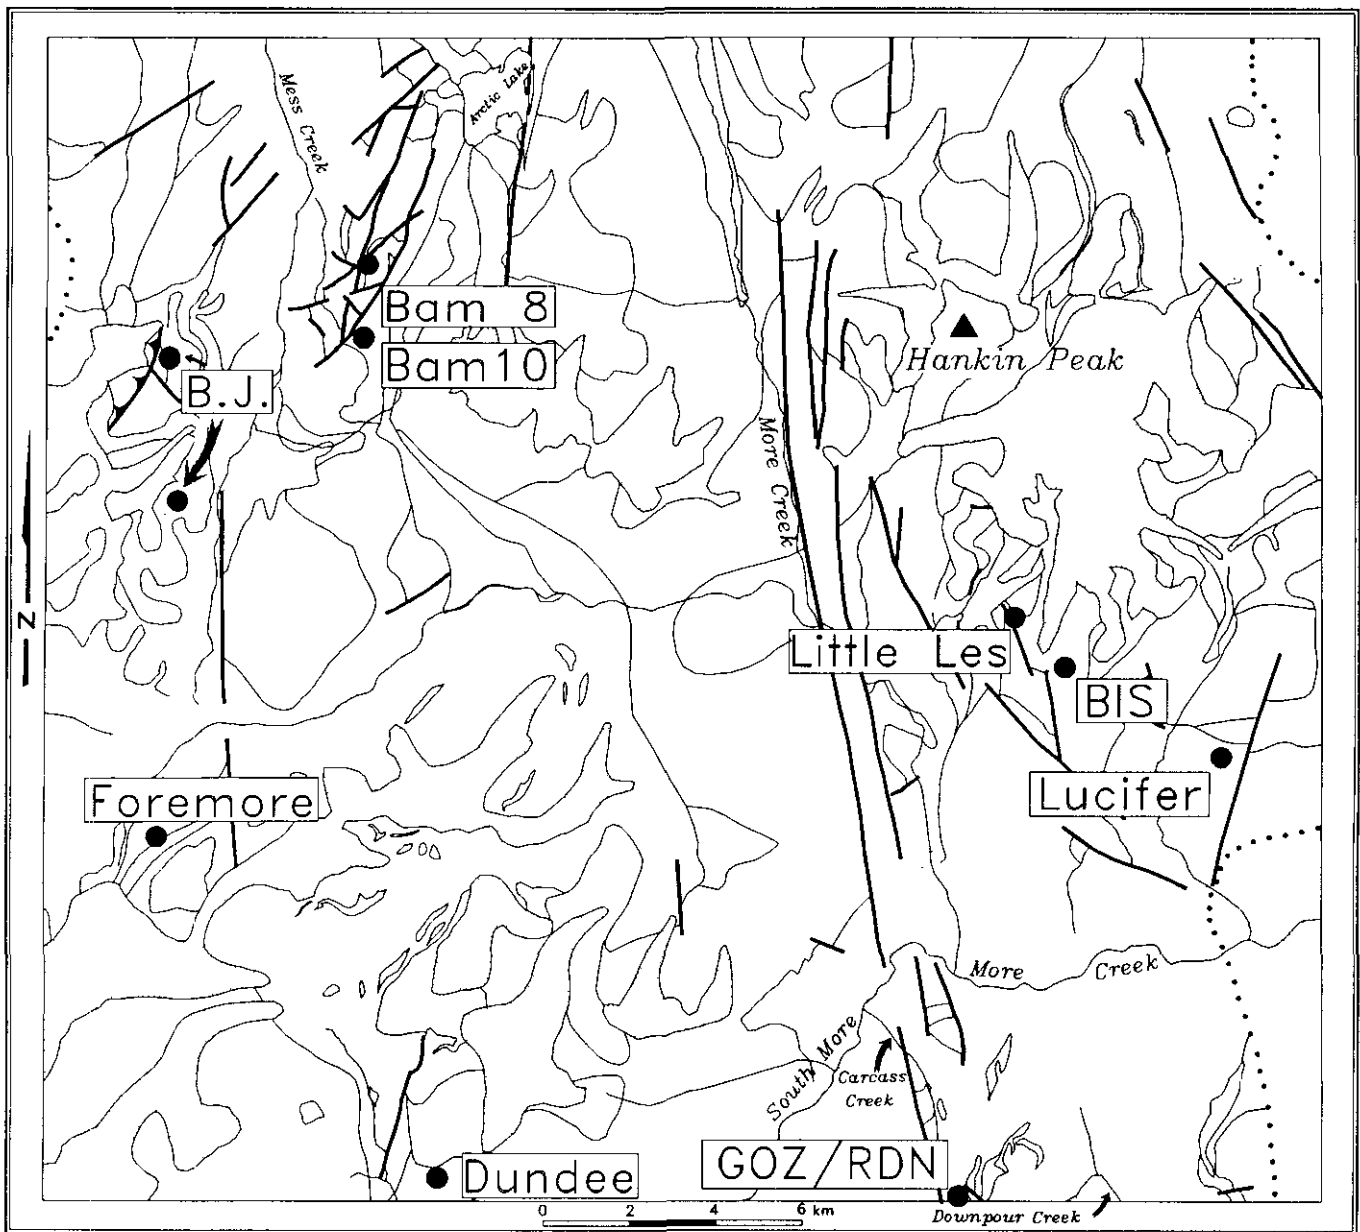 Mess Creek
Arctic Lake
Bam 8
Bam10
B.J.
Hankin Peak
More Creek
N
Little Les
BIS
Lucifer
Foremore
More Creek
South More
Carcass
Creek
GOZ/RDN
Dundee
0 2 4 6 km
Downpour Creek